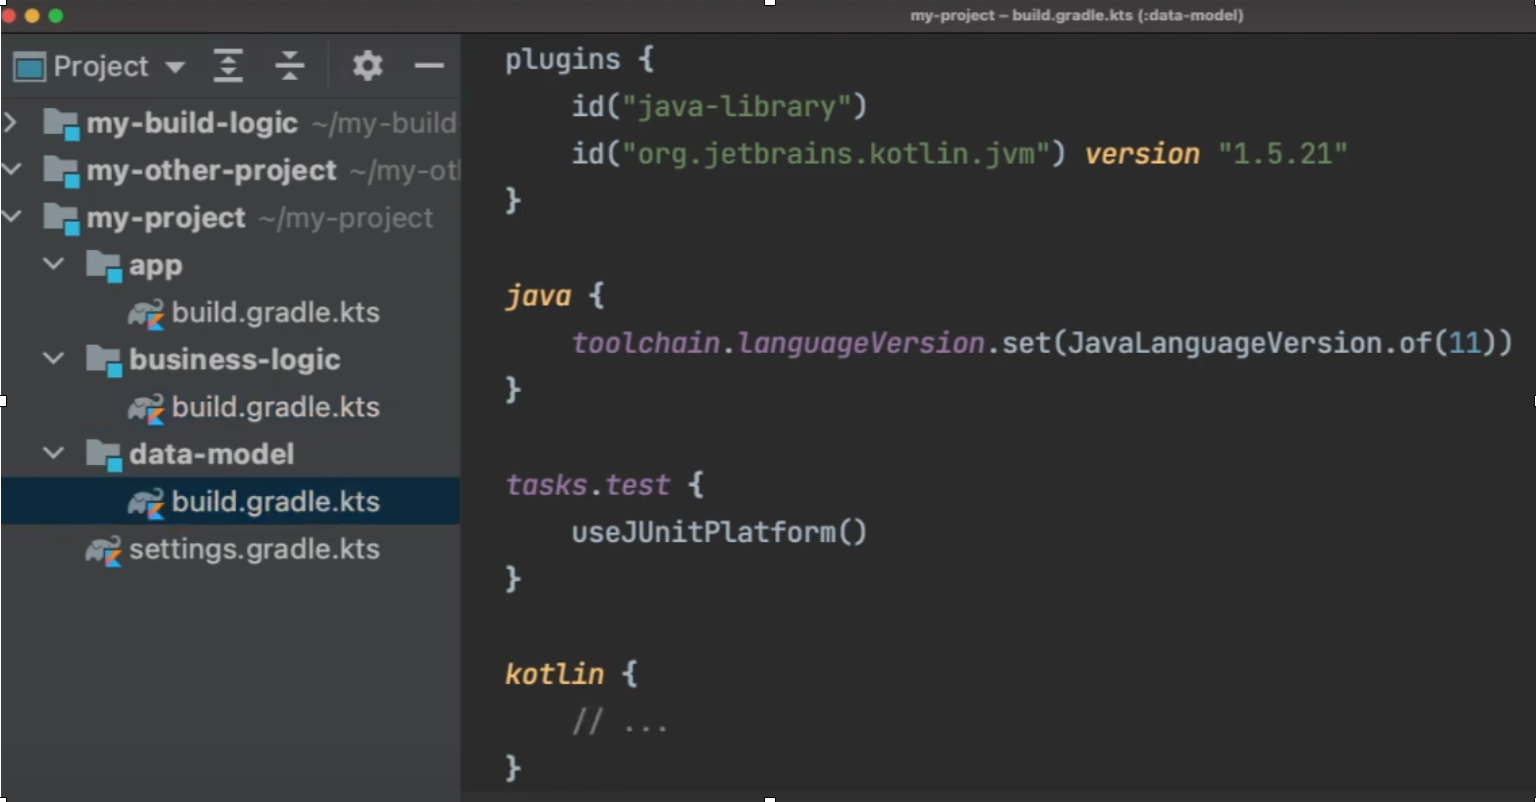 my-project – build.gradle.kts (:data-model)
Project
my-build-logic ~/my-build
my-other-project ~/my-ot
my-project ~/my-project
app
build.gradle.kts
business-logic
build.gradle.kts
data-model
build.gradle.kts
settings.gradle.kts
plugins {
    id("java-library")
    id("org.jetbrains.kotlin.jvm") version "1.5.21"
}
java {
    toolchain.languageVersion.set(JavaLanguageVersion.of(11))
}
tasks.test {
    useJUnitPlatform()
}
kotlin {
    // ...
}